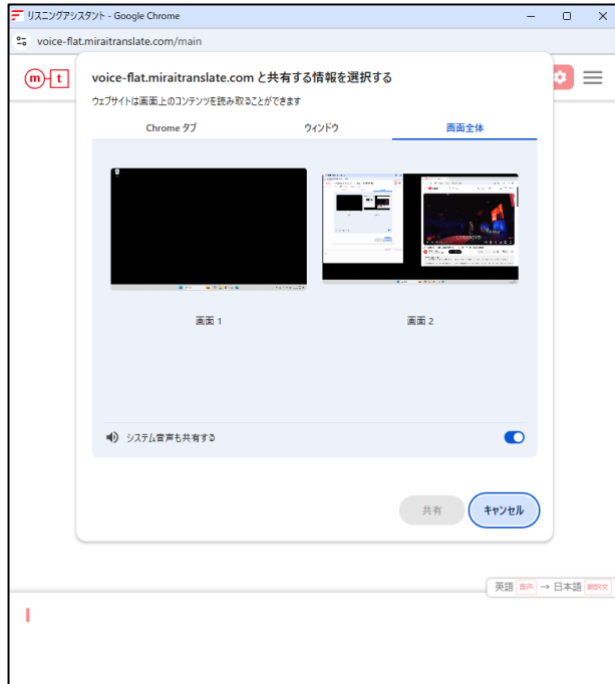 リスニングアシスタント - Google Chrome
voice-flat.miraitranslate.com/main
m t
voice-flat.miraitranslate.com と共有する情報を選択する
ウェブサイトは画面上のコンテンツを読み取ることができます
Chrome タブ ウィンドウ 画面全体
画面 1 画面 2
システム音声も共有する
共有 キャンセル
英語 音声 → 日本語 翻訳文